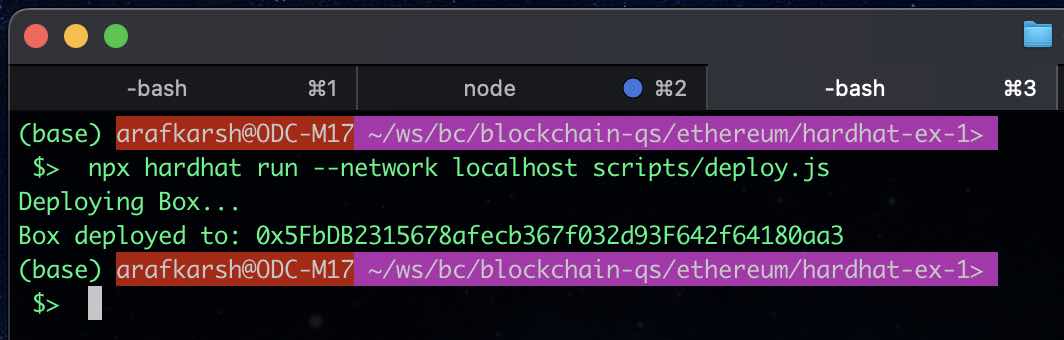 -bash ⌘1 node ⌘2 -bash ⌘3
(base) arafkarsh@ODC-M17 ~/ws/bc/blockchain-qs/ethereum/hardhat-ex-1>
$> npx hardhat run --network localhost scripts/deploy.js
Deploying Box...
Box deployed to: 0x5FbDB2315678afecb367f032d93F642f64180aa3
(base) arafkarsh@ODC-M17 ~/ws/bc/blockchain-qs/ethereum/hardhat-ex-1>
$>